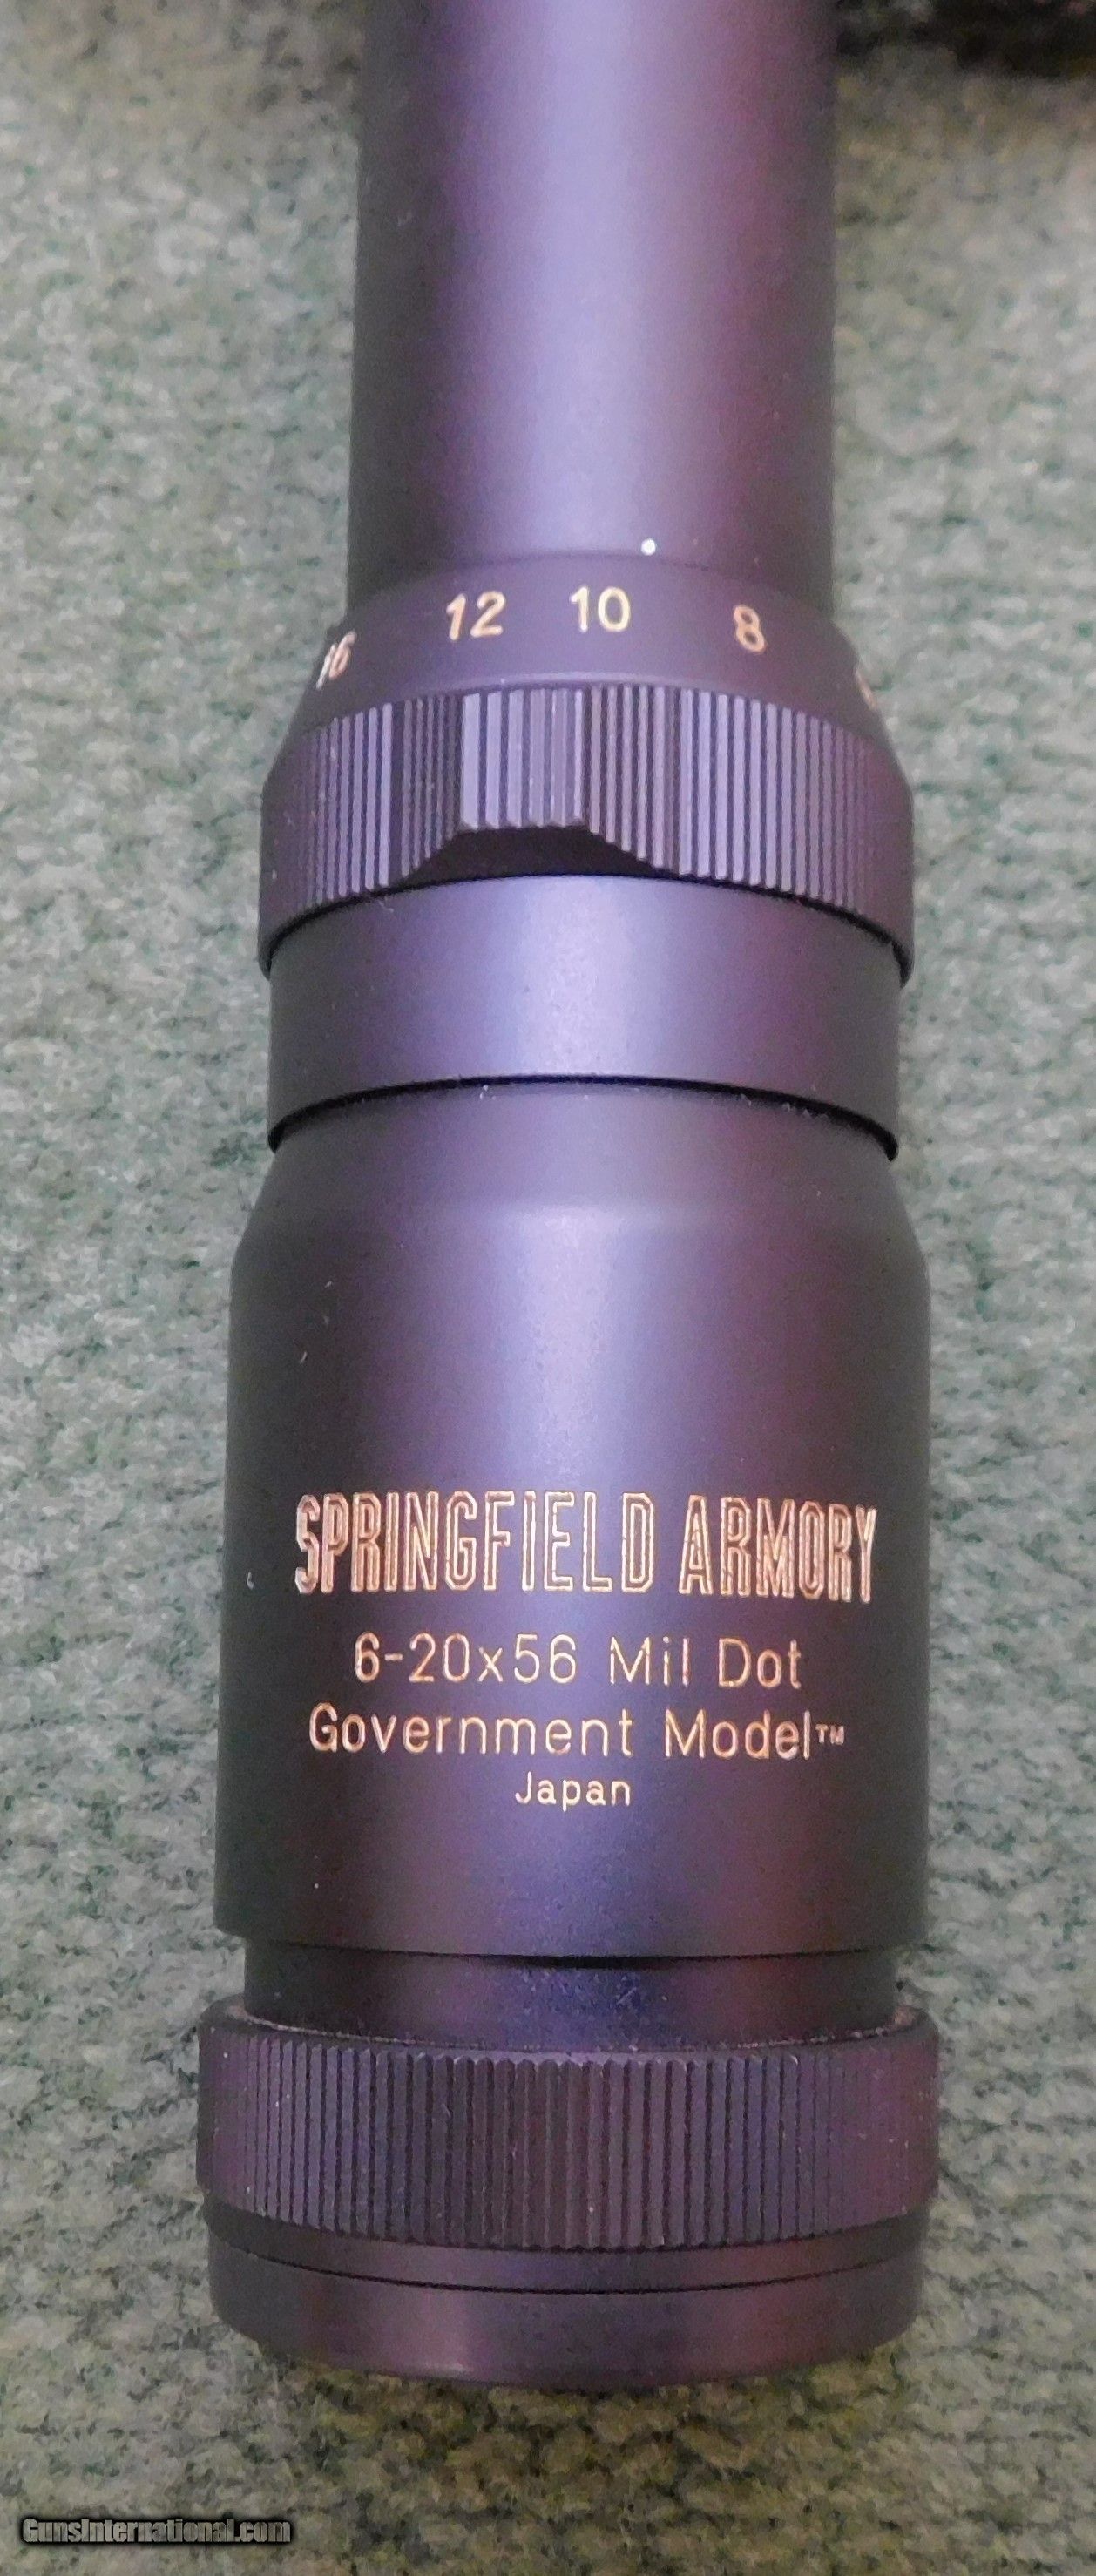 16 12 10 8
SPRINGFIELD ARMORY
6-20x56 Mil Dot
Government Model™
Japan
GunsInternational.com